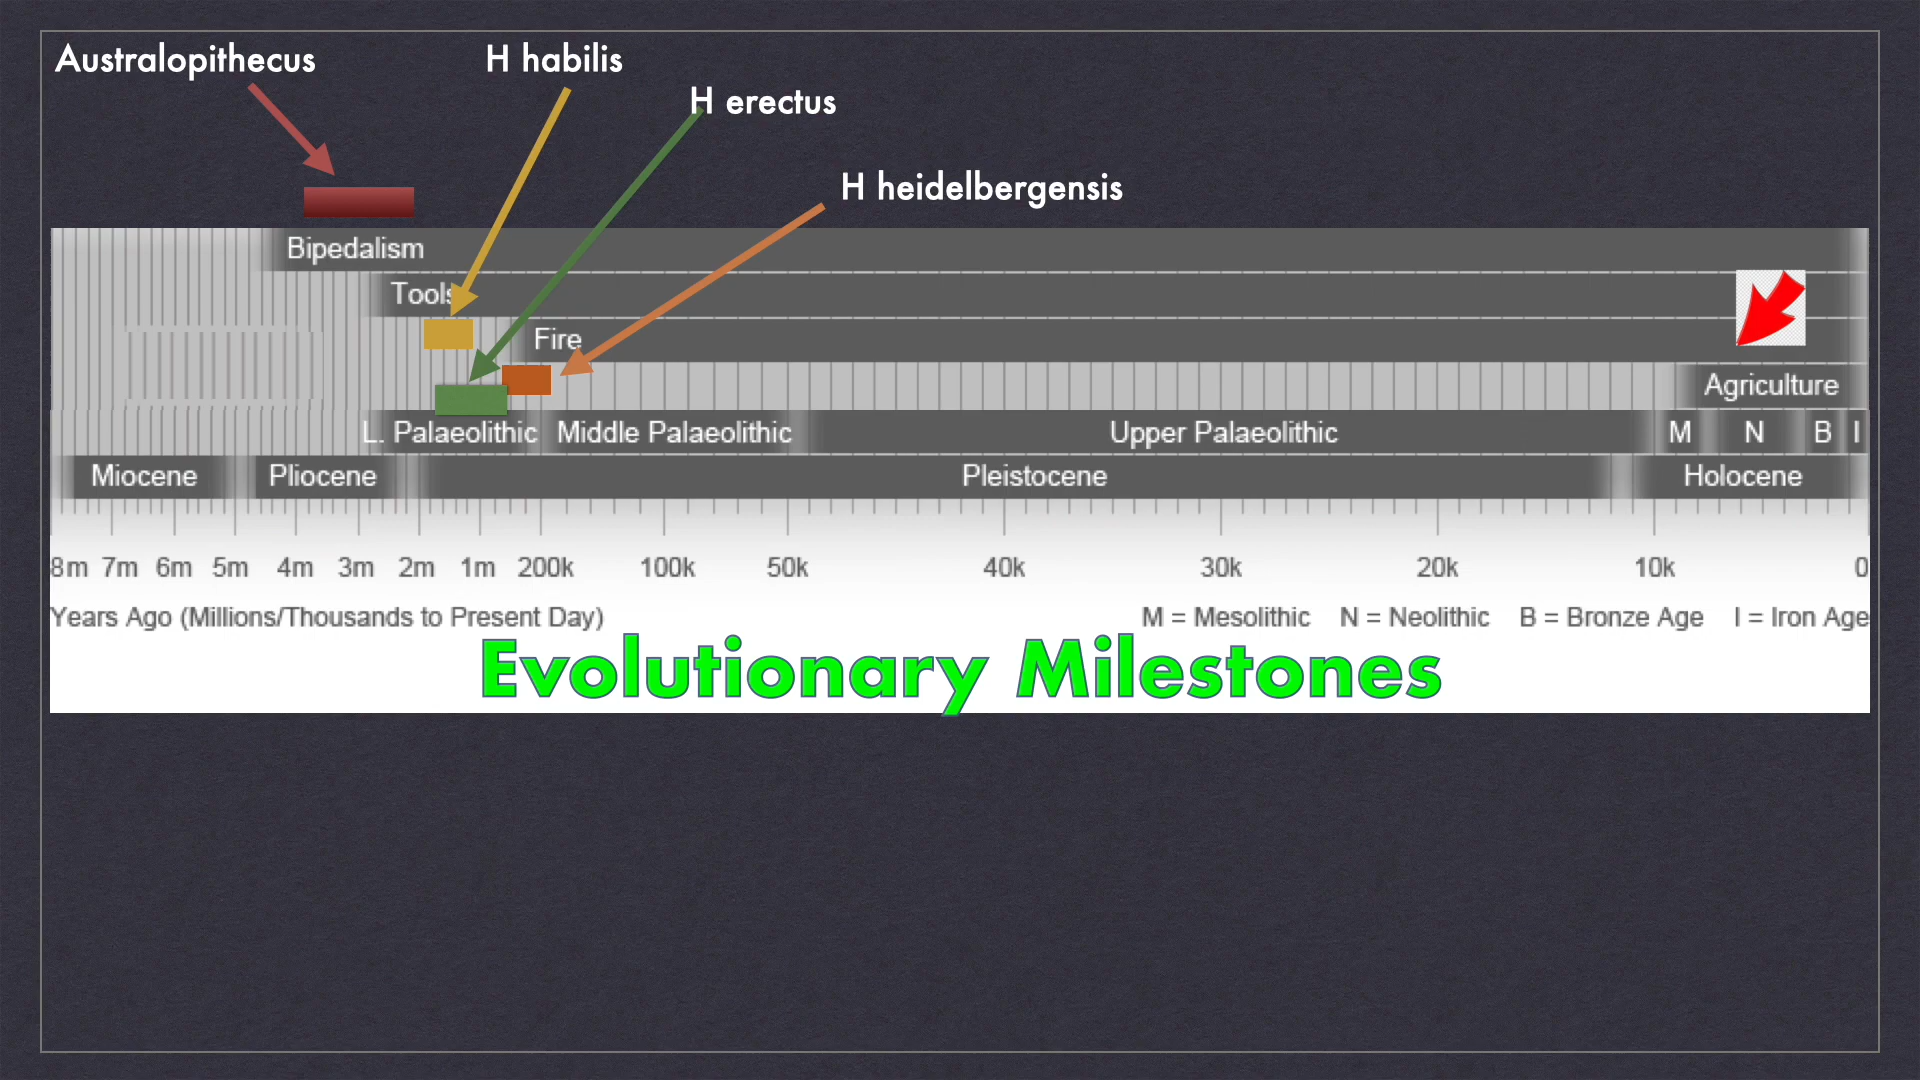 Australopithecus
H habilis
H erectus
H heidelbergensis
Bipedalism
Tools
Fire
Agriculture
L. Palaeolithic Middle Palaeolithic Upper Palaeolithic M N B I
Miocene Pliocene Pleistocene Holocene
8m 7m 6m 5m 4m 3m 2m 1m 200k 100k 50k 40k 30k 20k 10k 0
Years Ago (Millions/Thousands to Present Day) M = Mesolithic N = Neolithic B = Bronze Age I = Iron Age
Evolutionary Milestones